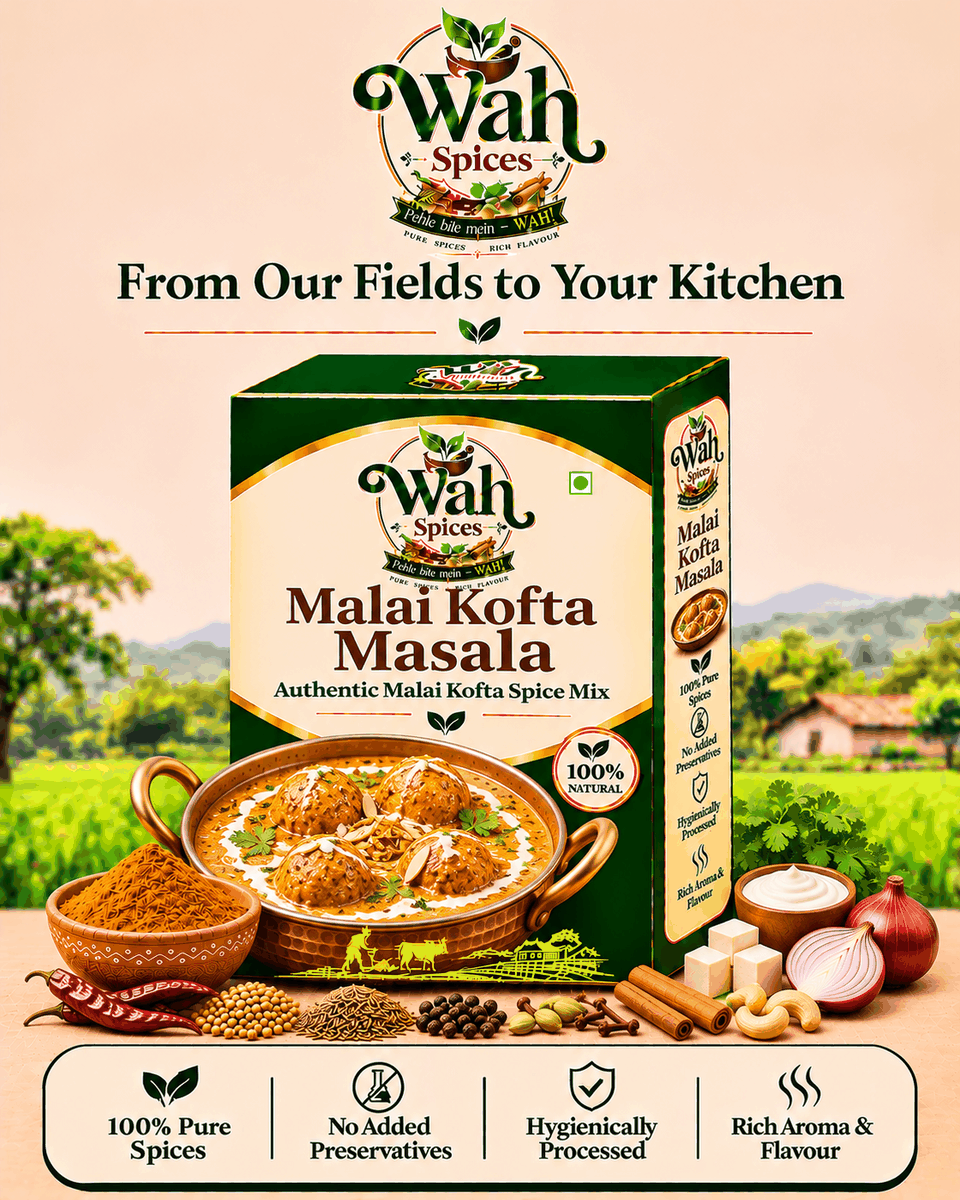 Wah
Spices
Pehle bite mein – WAH!
PURE SPICES RICH FLAVOUR
From Our Fields to Your Kitchen
Wah
Spices
Pehle bite mein – WAH!
PURE SPICES RICH FLAVOUR
Malai Kofta
Masala
Authentic Malai Kofta Spice Mix
100%
NATURAL
Wah
Spices
Malai
Kofta
Masala
100% Pure
Spices
No Added
Preservatives
Hygienically
Processed
Rich Aroma &
Flavour
100% Pure
Spices
No Added
Preservatives
Hygienically
Processed
Rich Aroma &
Flavour